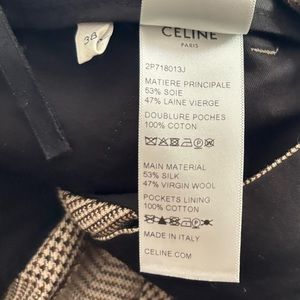 36
CELINE
PARIS
2P718013J
MATIERE PRINCIPALE
53% SOIE
47% LAINE VIERGE
DOUBLURE POCHES
100% COTON
MAIN MATERIAL
53% SILK
47% VIRGIN WOOL
POCKETS LINING
100% COTTON
MADE IN ITALY
CELINE.COM